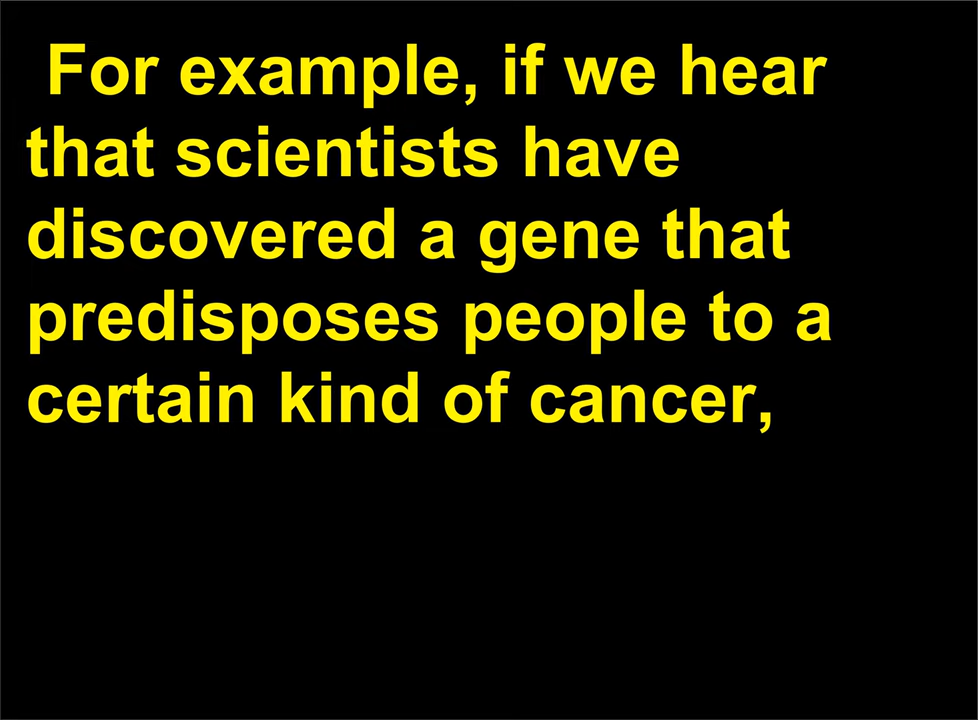 For example, if we hear
that scientists have
discovered a gene that
predisposes people to a
certain kind of cancer,